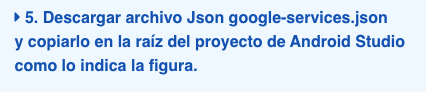 5. Descargar archivo Json google-services.json
y copiarlo en la raíz del proyecto de Android Studio
como lo indica la figura.